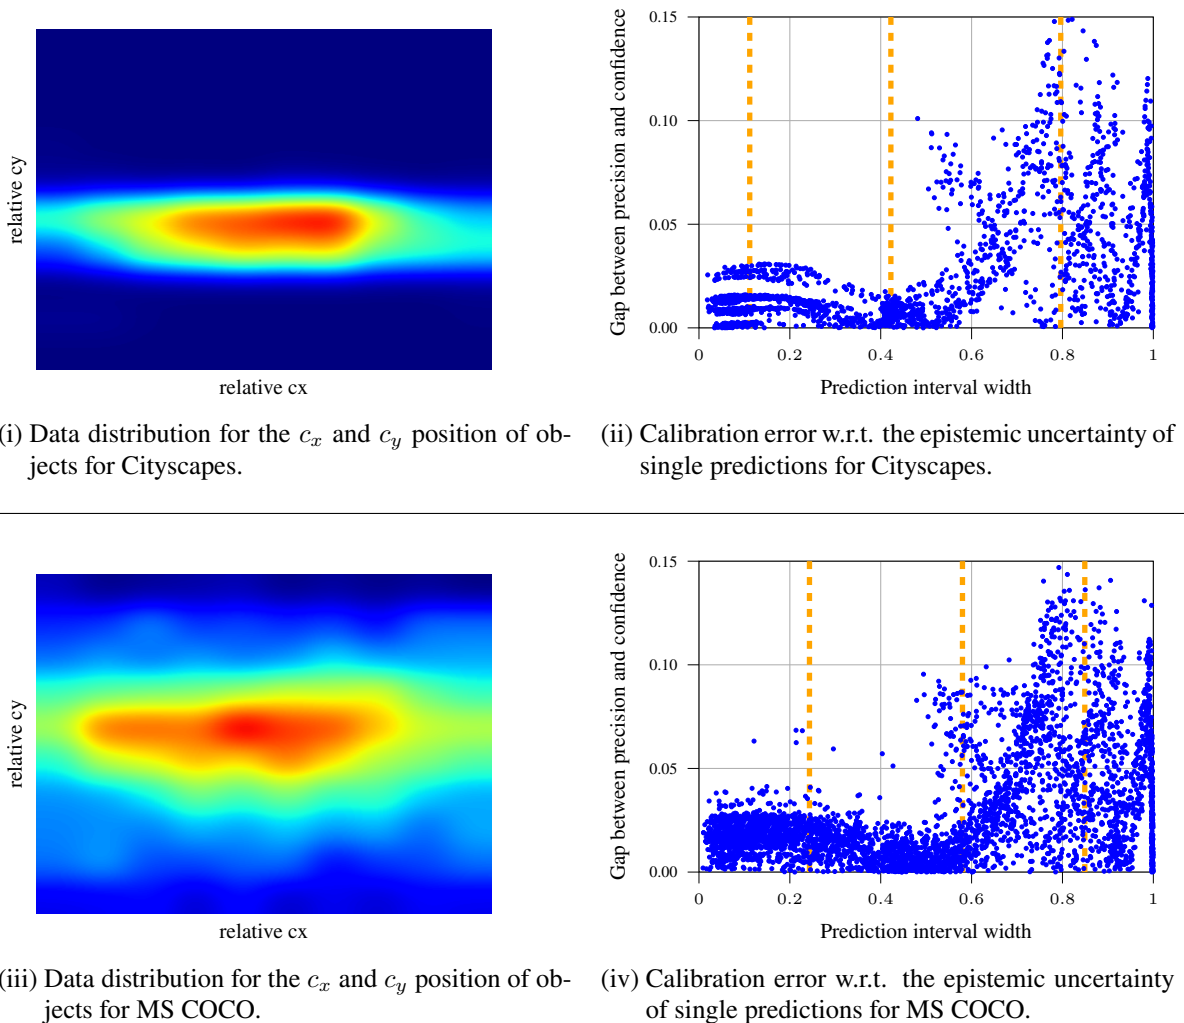 relative cy
relative cx
Gap between precision and confidence
0.15
0.10
0.05
0.00
0 0.2 0.4 0.6 0.8 1
Prediction interval width
(i) Data distribution for the c_x and c_y position of ob-
jects for Cityscapes.
(ii) Calibration error w.r.t. the epistemic uncertainty of
single predictions for Cityscapes.
relative cy
relative cx
Gap between precision and confidence
0.15
0.10
0.05
0.00
0 0.2 0.4 0.6 0.8 1
Prediction interval width
(iii) Data distribution for the c_x and c_y position of ob-
jects for MS COCO.
(iv) Calibration error w.r.t. the epistemic uncertainty
of single predictions for MS COCO.